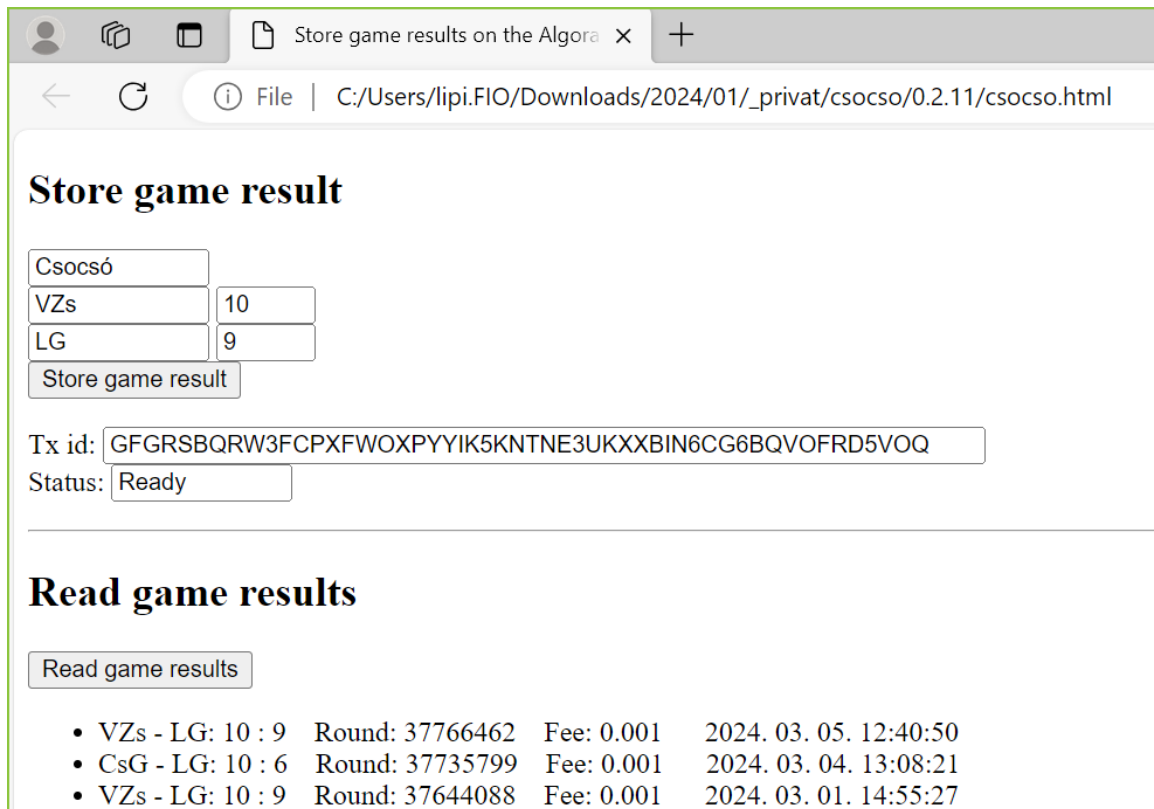 Store game results on the Algora
File | C:/Users/lipi.FIO/Downloads/2024/01/_privat/csocso/0.2.11/csocso.html
Store game result
Csocsó
VZs 10
LG 9
Store game result
Tx id: GFGRSBQRW3FCPXFWOXPYYIK5KNTNE3UKXXBIN6CG6BQVOFRD5VOQ
Status: Ready
Read game results
Read game results
• VZs - LG: 10 : 9 Round: 37766462 Fee: 0.001 2024. 03. 05. 12:40:50
• CsG - LG: 10 : 6 Round: 37735799 Fee: 0.001 2024. 03. 04. 13:08:21
• VZs - LG: 10 : 9 Round: 37644088 Fee: 0.001 2024. 03. 01. 14:55:27